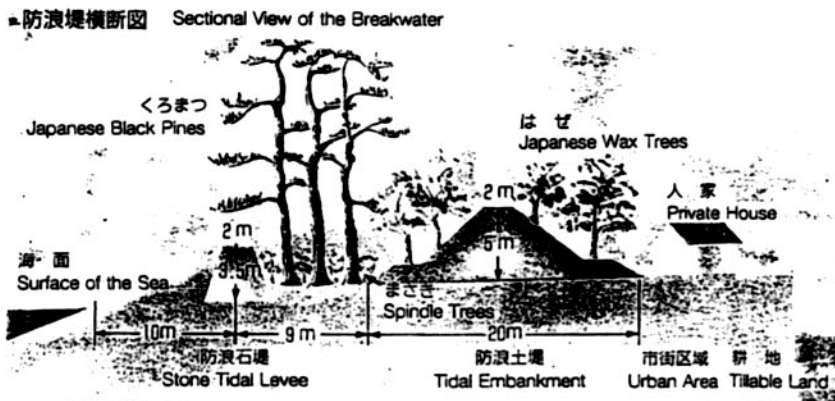 防浪堤横断図 Sectional View of the Breakwater
くろまつ
Japanese Black Pines
はぜ
Japanese Wax Trees
2m
人家
Private House
2m
5m
3.5m
海面
Surface of the Sea
まさき
Spindle Trees
10m
9m
20m
防浪石堤
Stone Tidal Levee
防浪土堤
Tidal Embankment
市街区域
Urban Area
耕地
Tillable Land